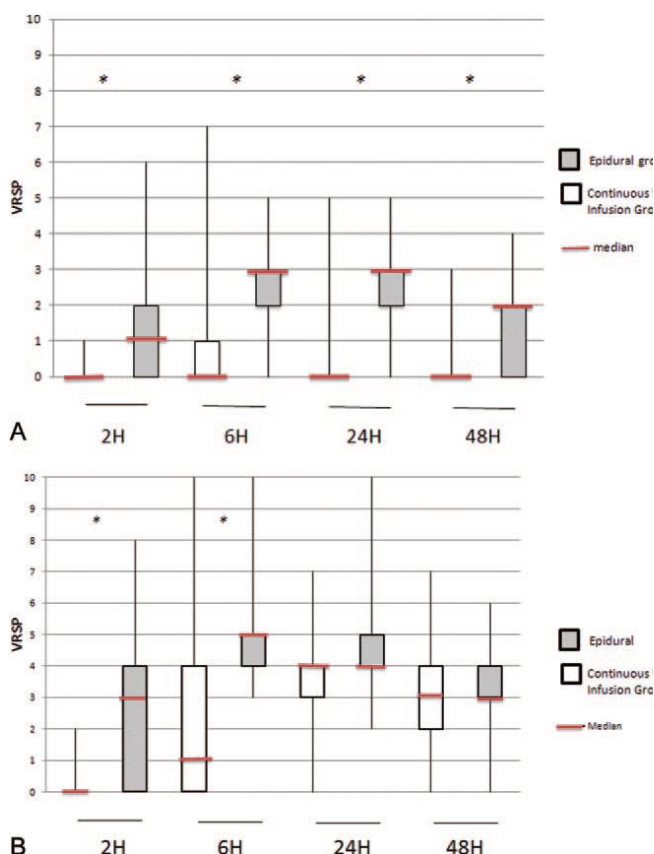 10
9
8
7
6
5
4
3
2
1
0
VRSP
* * * *
Epidural gro
Continuous
Infusion Gro
median
A
2H 6H 24H 48H
10
9
8
7
6
5
4
3
2
1
0
VRSP
* *
Epidural
Continuous
Infusion Gro
Median
B
2H 6H 24H 48H